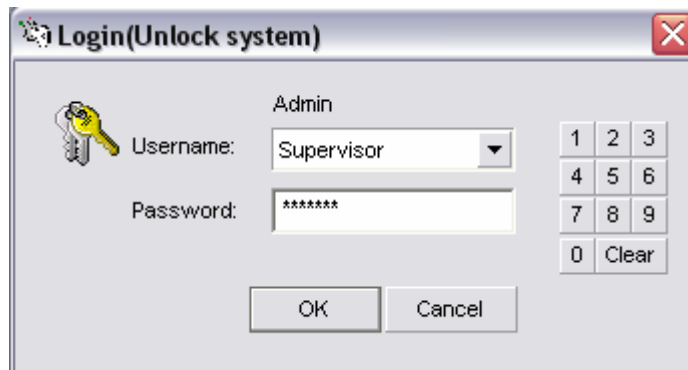 Login(Unlock system)
Admin
Username: Supervisor
Password: *******
1 2 3
4 5 6
7 8 9
0 Clear
OK Cancel